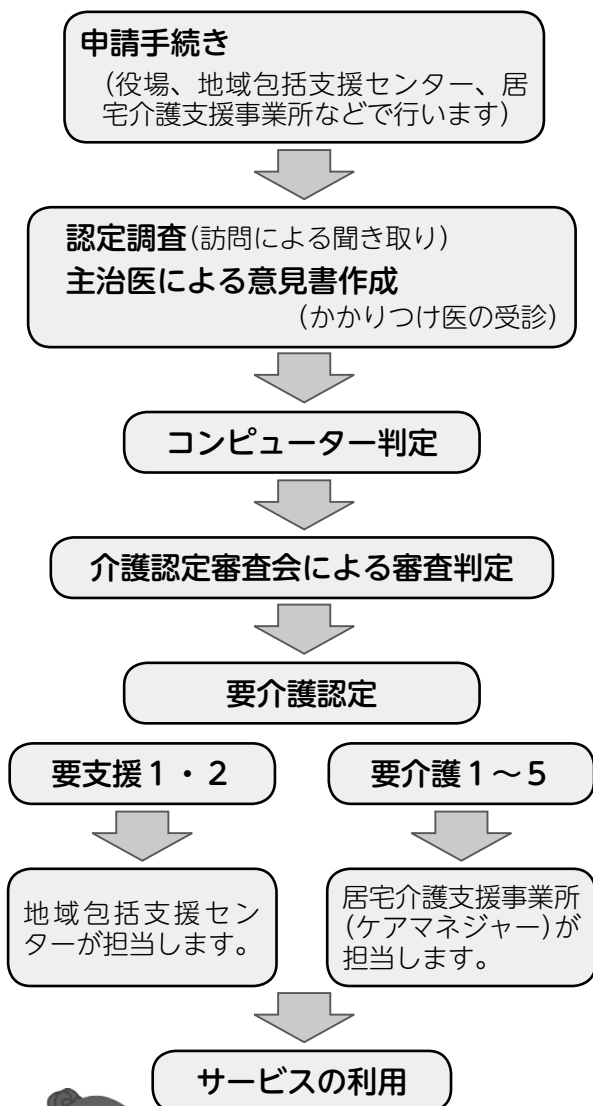 申請手続き
（役場、地域包括支援センター、居
宅介護支援事業所などで行います）
認定調査（訪問による聞き取り）
主治医による意見書作成
（かかりつけ医の受診）
コンピューター判定
介護認定審査会による審査判定
要介護認定
要支援１・２
要介護１～５
地域包括支援セン
ターが担当します。
居宅介護支援事業所
（ケアマネジャー）が
担当します。
サービスの利用